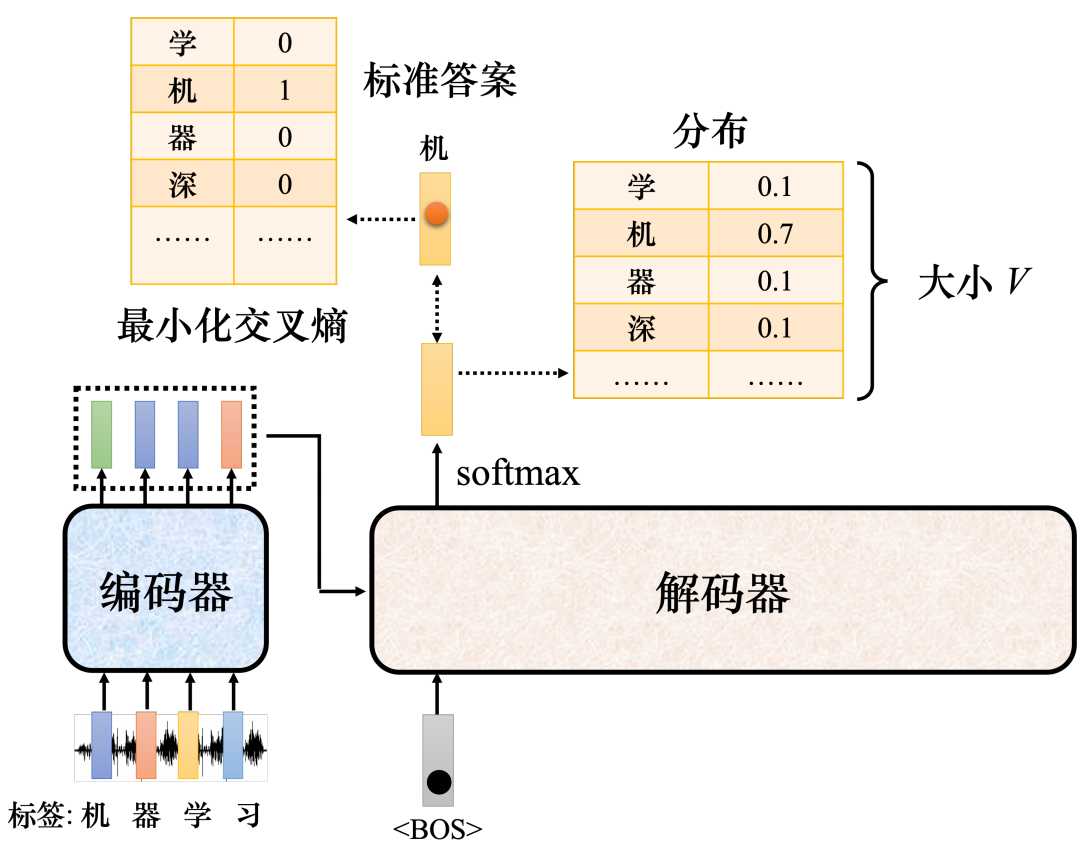 学 0
机 1
器 0
深 0
…… ……
标准答案
机
分布
学 0.1
机 0.7
器 0.1
深 0.1
…… ……
大小 V
最小化交叉熵
softmax
编码器
解码器
标签: 机 器 学 习
<BOS>